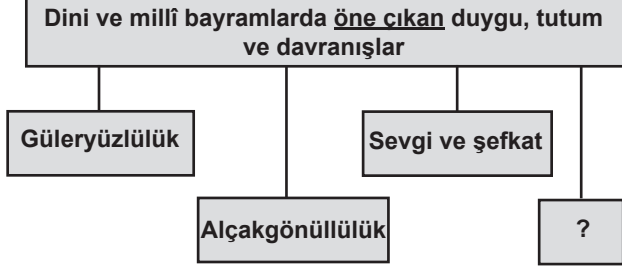 Dini ve millî bayramlarda öne çıkan duygu, tutum
ve davranışlar
Güleryüzlülük
Sevgi ve şefkat
Alçakgönüllülük
?